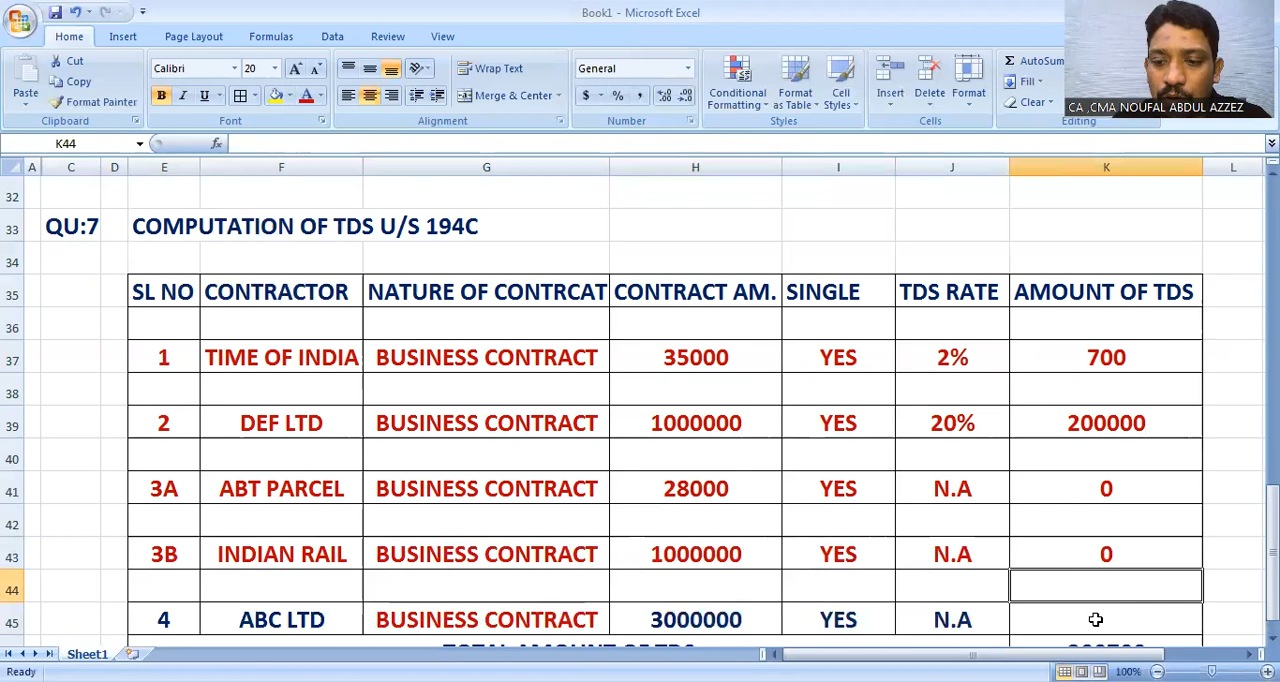 Book1 - Microsoft Excel
Home Insert Page Layout Formulas Data Review View
Cut
Copy
Format Painter
Paste
Clipboard
Calibri 20
Font
Wrap Text
Merge & Center
Alignment
General
Number
Conditional Formatting
Format as Table
Cell Styles
Styles
Insert Delete Format
Cells
AutoSum
Fill
Clear
Editing
CA ,CMA NOUFAL ABDUL AZZEZ
K44
A C D E F G H I J K L
32
33 QU:7 COMPUTATION OF TDS U/S 194C
34
35 SL NO CONTRACTOR NATURE OF CONTRCAT CONTRACT AM. SINGLE TDS RATE AMOUNT OF TDS
36
37 1 TIME OF INDIA BUSINESS CONTRACT 35000 YES 2% 700
38
39 2 DEF LTD BUSINESS CONTRACT 1000000 YES 20% 200000
40
41 3A ABT PARCEL BUSINESS CONTRACT 28000 YES N.A 0
42
43 3B INDIAN RAIL BUSINESS CONTRACT 1000000 YES N.A 0
44
45 4 ABC LTD BUSINESS CONTRACT 3000000 YES N.A
TOTAL AMOUNT OF TDS 200700
Sheet1
Ready 100%